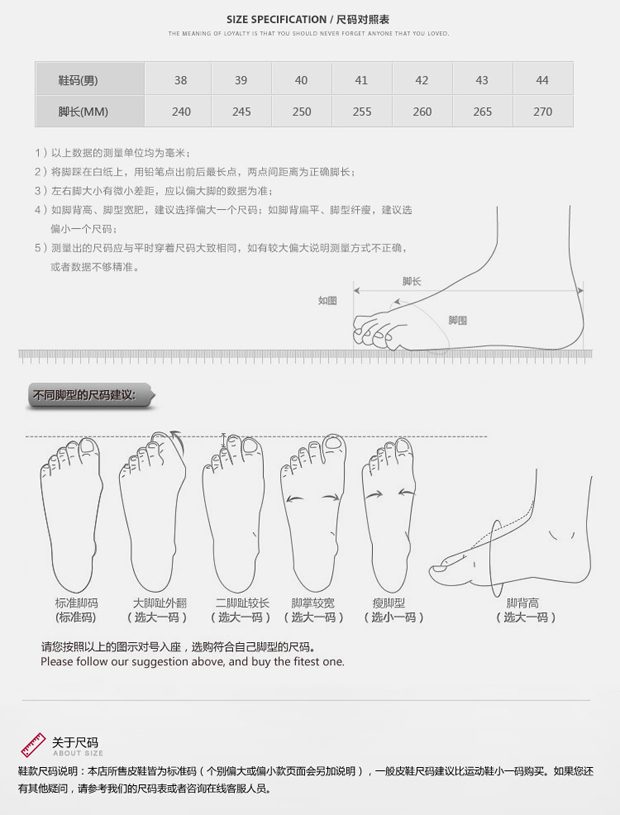 SIZE SPECIFICATION / 尺码对照表
THE MEANING OF LOYALTY IS THAT YOU SHOULD NEVER FORGET ANYONE THAT YOU LOVED.
鞋码(男) 38 39 40 41 42 43 44
脚长(MM) 240 245 250 255 260 265 270
1）以上数据的测量单位均为毫米；
2）将脚踩在白纸上，用铅笔点出前后最长点，两点间距离为正确脚长；
3）左右脚大小有微小差距，应以偏大脚的数据为准；
4）如脚背高、脚型宽肥，建议选择偏大一个尺码；如脚背扁平、脚型纤瘦，建议选
偏小一个尺码；
5）测量出的尺码应与平时穿着尺码大致相同，如有较大偏大说明测量方式不正确，
或者数据不够精准。
脚长
如图
脚围
不同脚型的尺码建议:
标准脚码 大脚趾外翻 二脚趾较长 脚掌较宽 瘦脚型 脚背高
(标准码) （选大一码） （选大一码） （选大一码） （选小一码） （选大一码）
请您按照以上的图示对号入座，选购符合自己脚型的尺码。
Please follow our suggestion above, and buy the fitest one.
关于尺码
ABOUT SIZE
鞋款尺码说明：本店所售皮鞋皆为标准码（个别偏大或偏小款页面会另加说明），一般皮鞋尺码建议比运动鞋小一码购买。如果您还
有其他疑问，请参考我们的尺码表或者咨询在线客服人员。